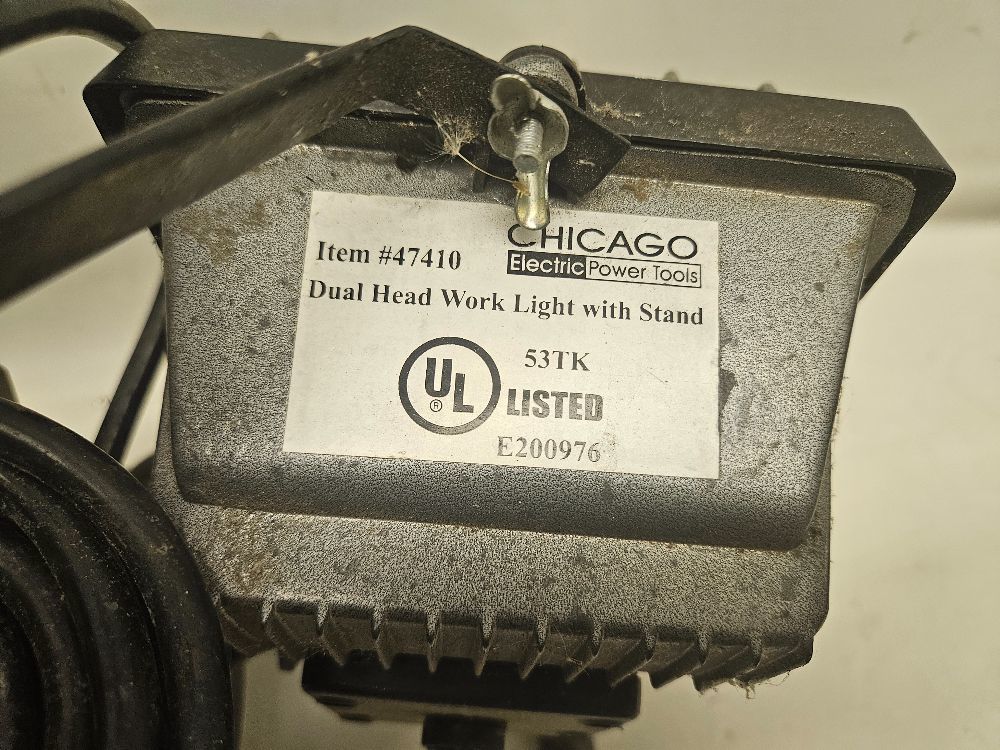 CHICAGO
Item #47410
Electric Power Tools
Dual Head Work Light with Stand
53TK
UL
®
LISTED
E200976